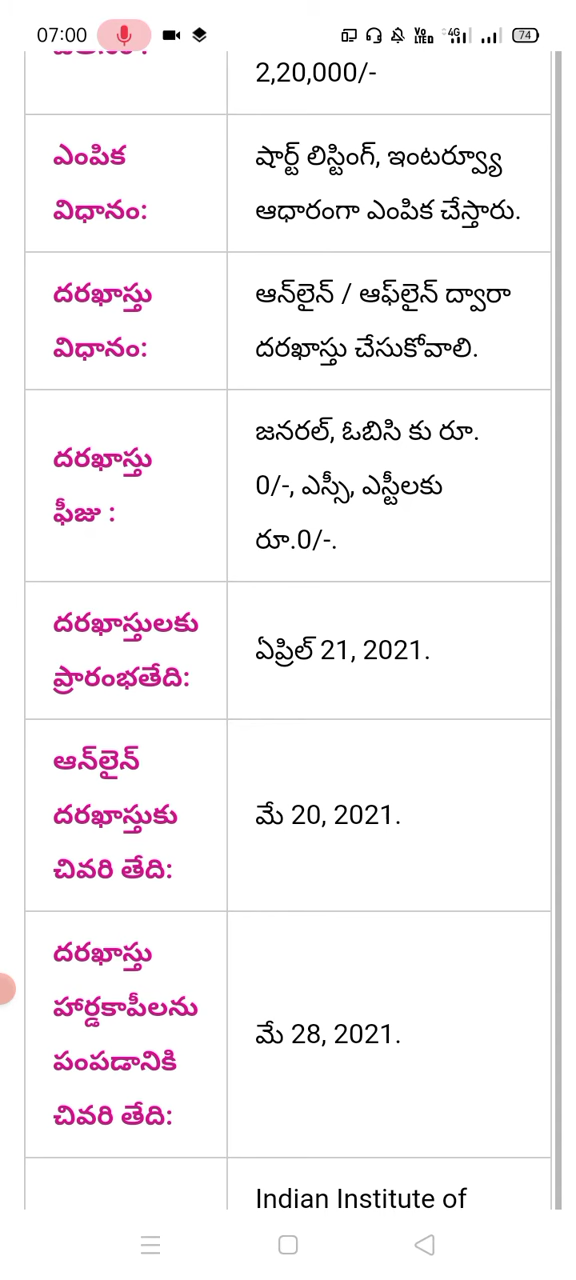 07:00
74
2,20,000/-
ఎంపిక
విధానం:
షార్ట్ లిస్టింగ్, ఇంటర్వ్యూ
ఆధారంగా ఎంపిక చేస్తారు.
దరఖాస్తు
విధానం:
ఆన్‌లైన్ / ఆఫ్‌లైన్ ద్వారా
దరఖాస్తు చేసుకోవాలి.
దరఖాస్తు
ఫీజు :
జనరల్, ఓబిసి కు రూ.
0/-, ఎస్సీ, ఎస్టీలకు
రూ.0/-.
దరఖాస్తులకు
ప్రారంభతేది:
ఏప్రిల్ 21, 2021.
ఆన్‌లైన్
దరఖాస్తుకు
చివరి తేది:
మే 20, 2021.
దరఖాస్తు
హార్డకాపీలను
పంపడానికి
చివరి తేది:
మే 28, 2021.
Indian Institute of